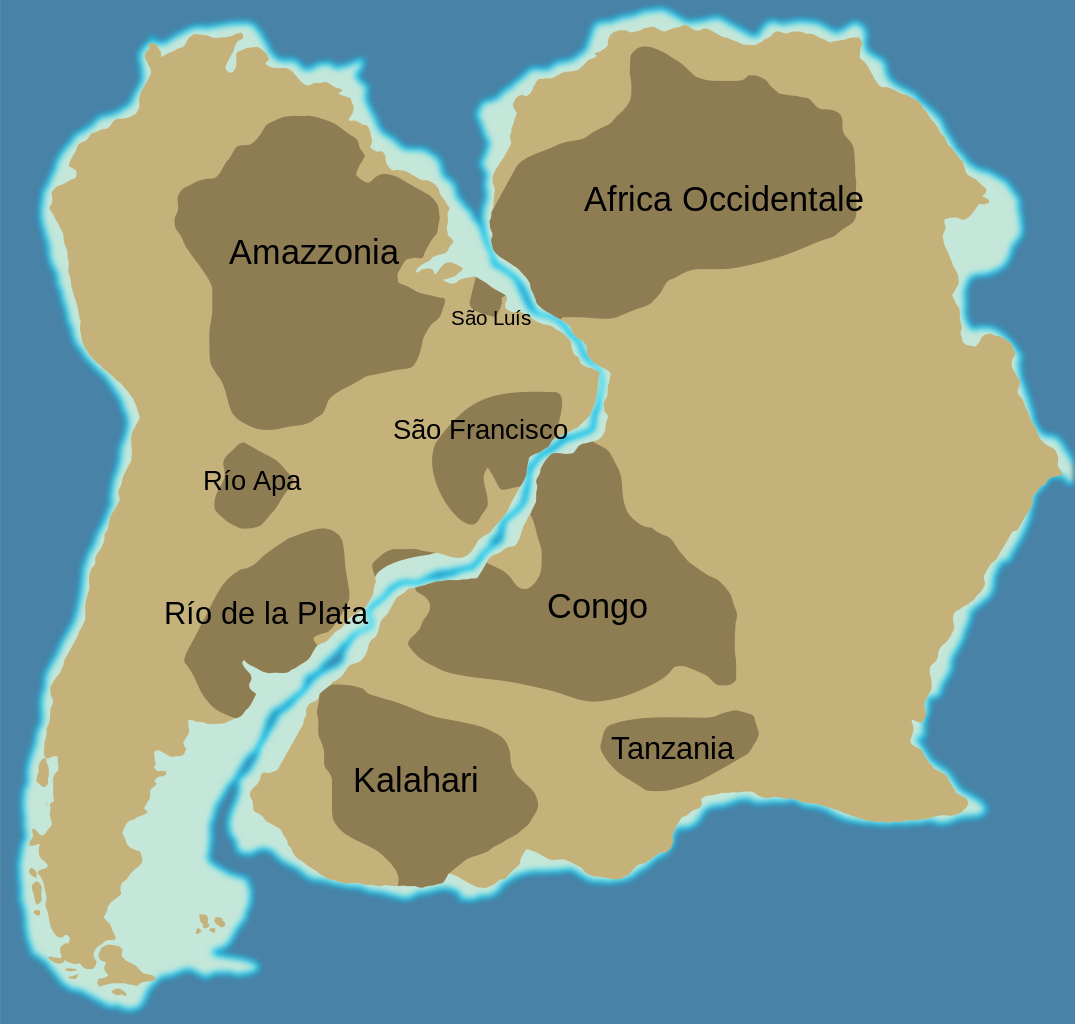 Africa Occidentale
Amazzonia
São Luís
São Francisco
Río Apa
Congo
Río de la Plata
Tanzania
Kalahari